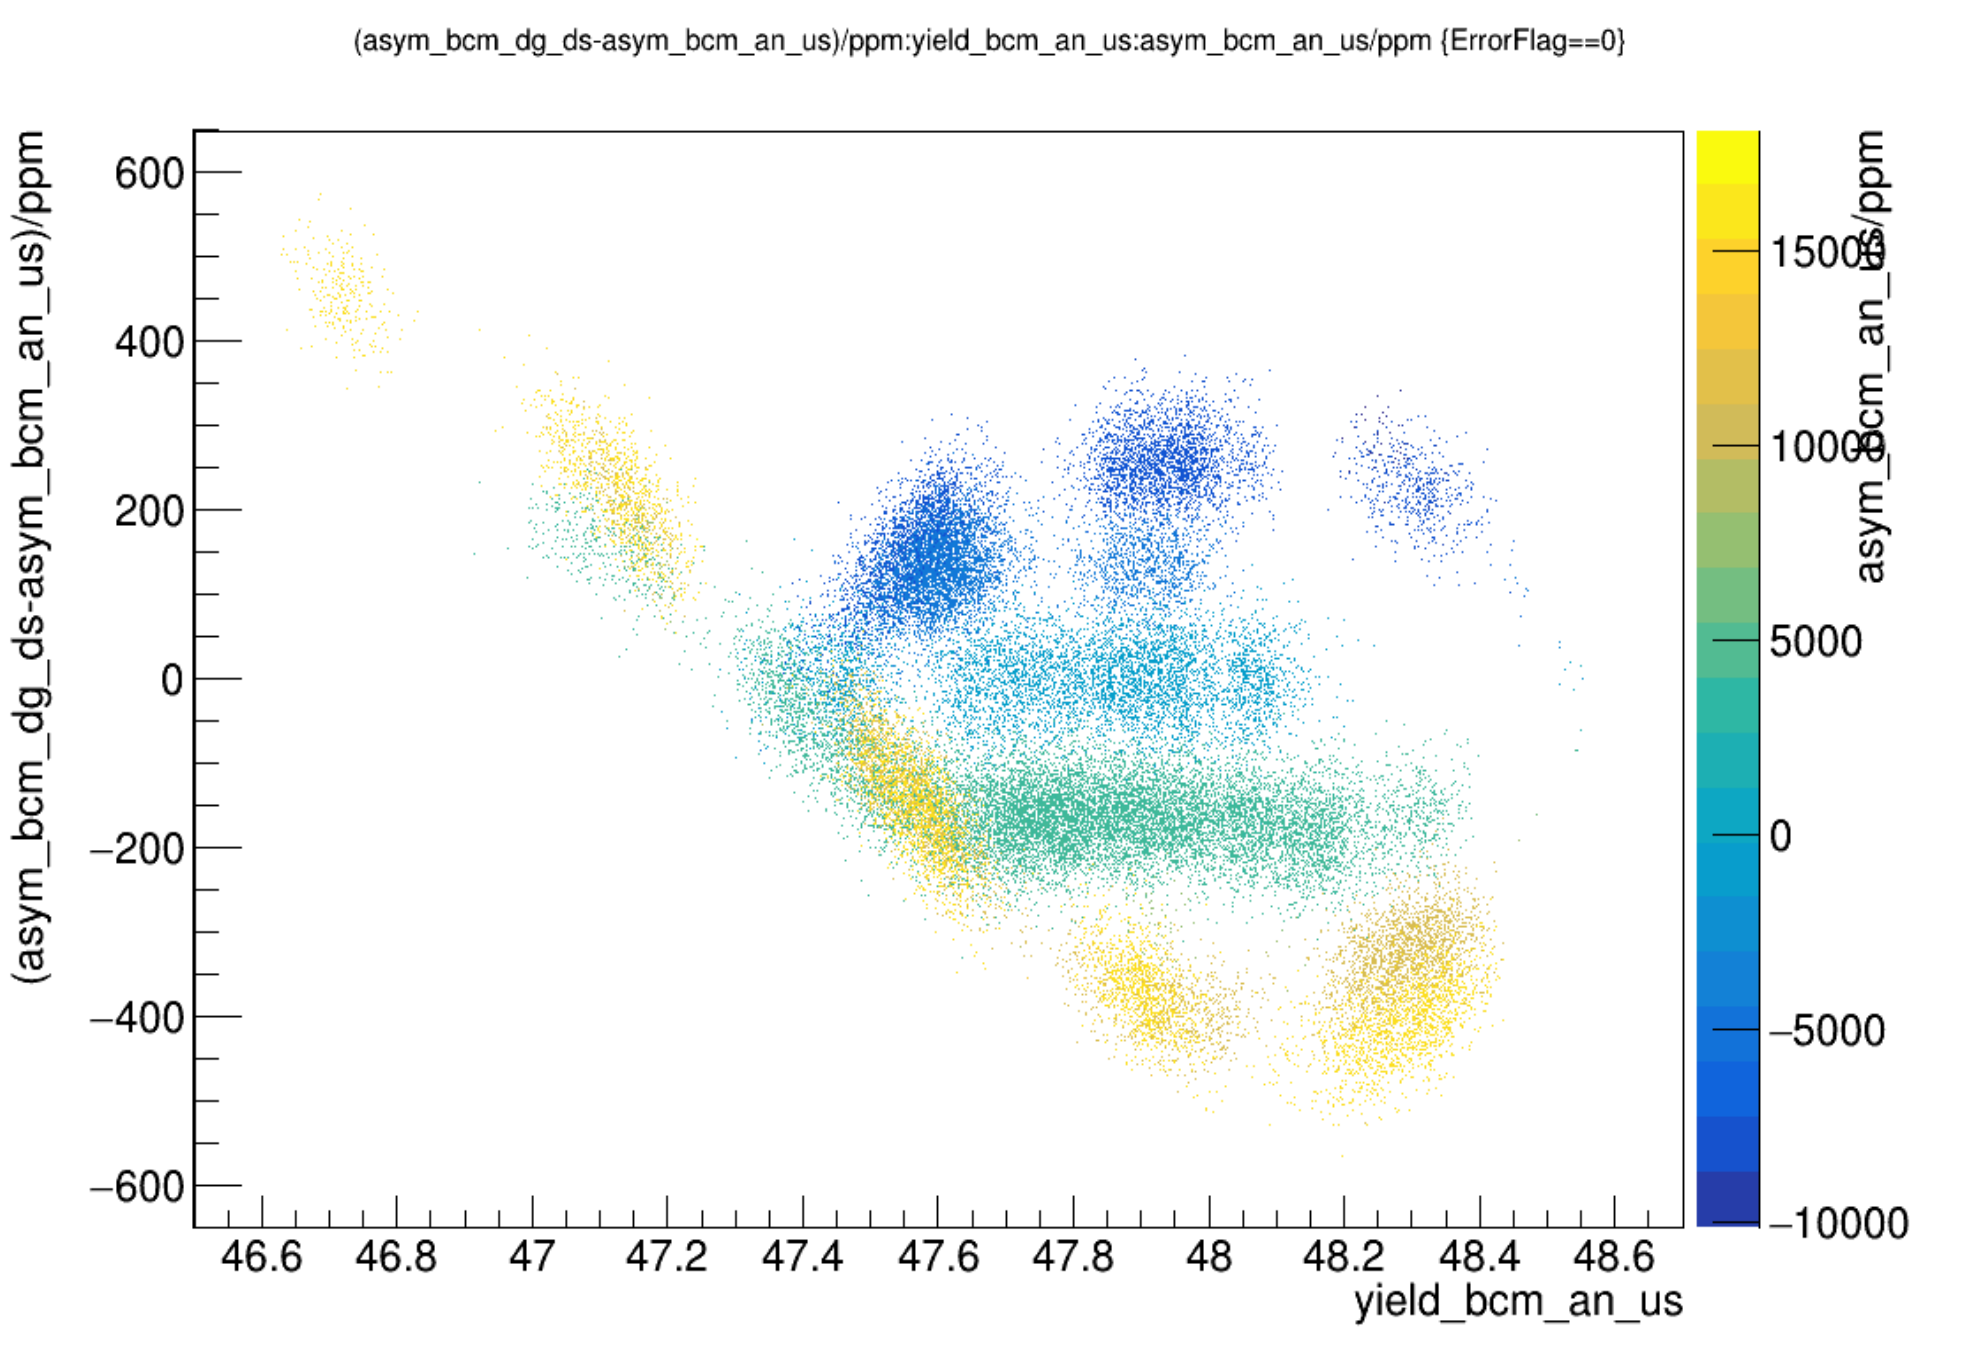 (asym_bcm_dg_ds-asym_bcm_an_us)/ppm:yield_bcm_an_us:asym_bcm_an_us/ppm {ErrorFlag==0}
(asym_bcm_dg_ds-asym_bcm_an_us)/ppm
600
400
200
0
−200
−400
−600
46.6 46.8 47 47.2 47.4 47.6 47.8 48 48.2 48.4 48.6
yield_bcm_an_us
15000
10000
5000
0
−5000
−10000
asym_bcm_an_us/ppm